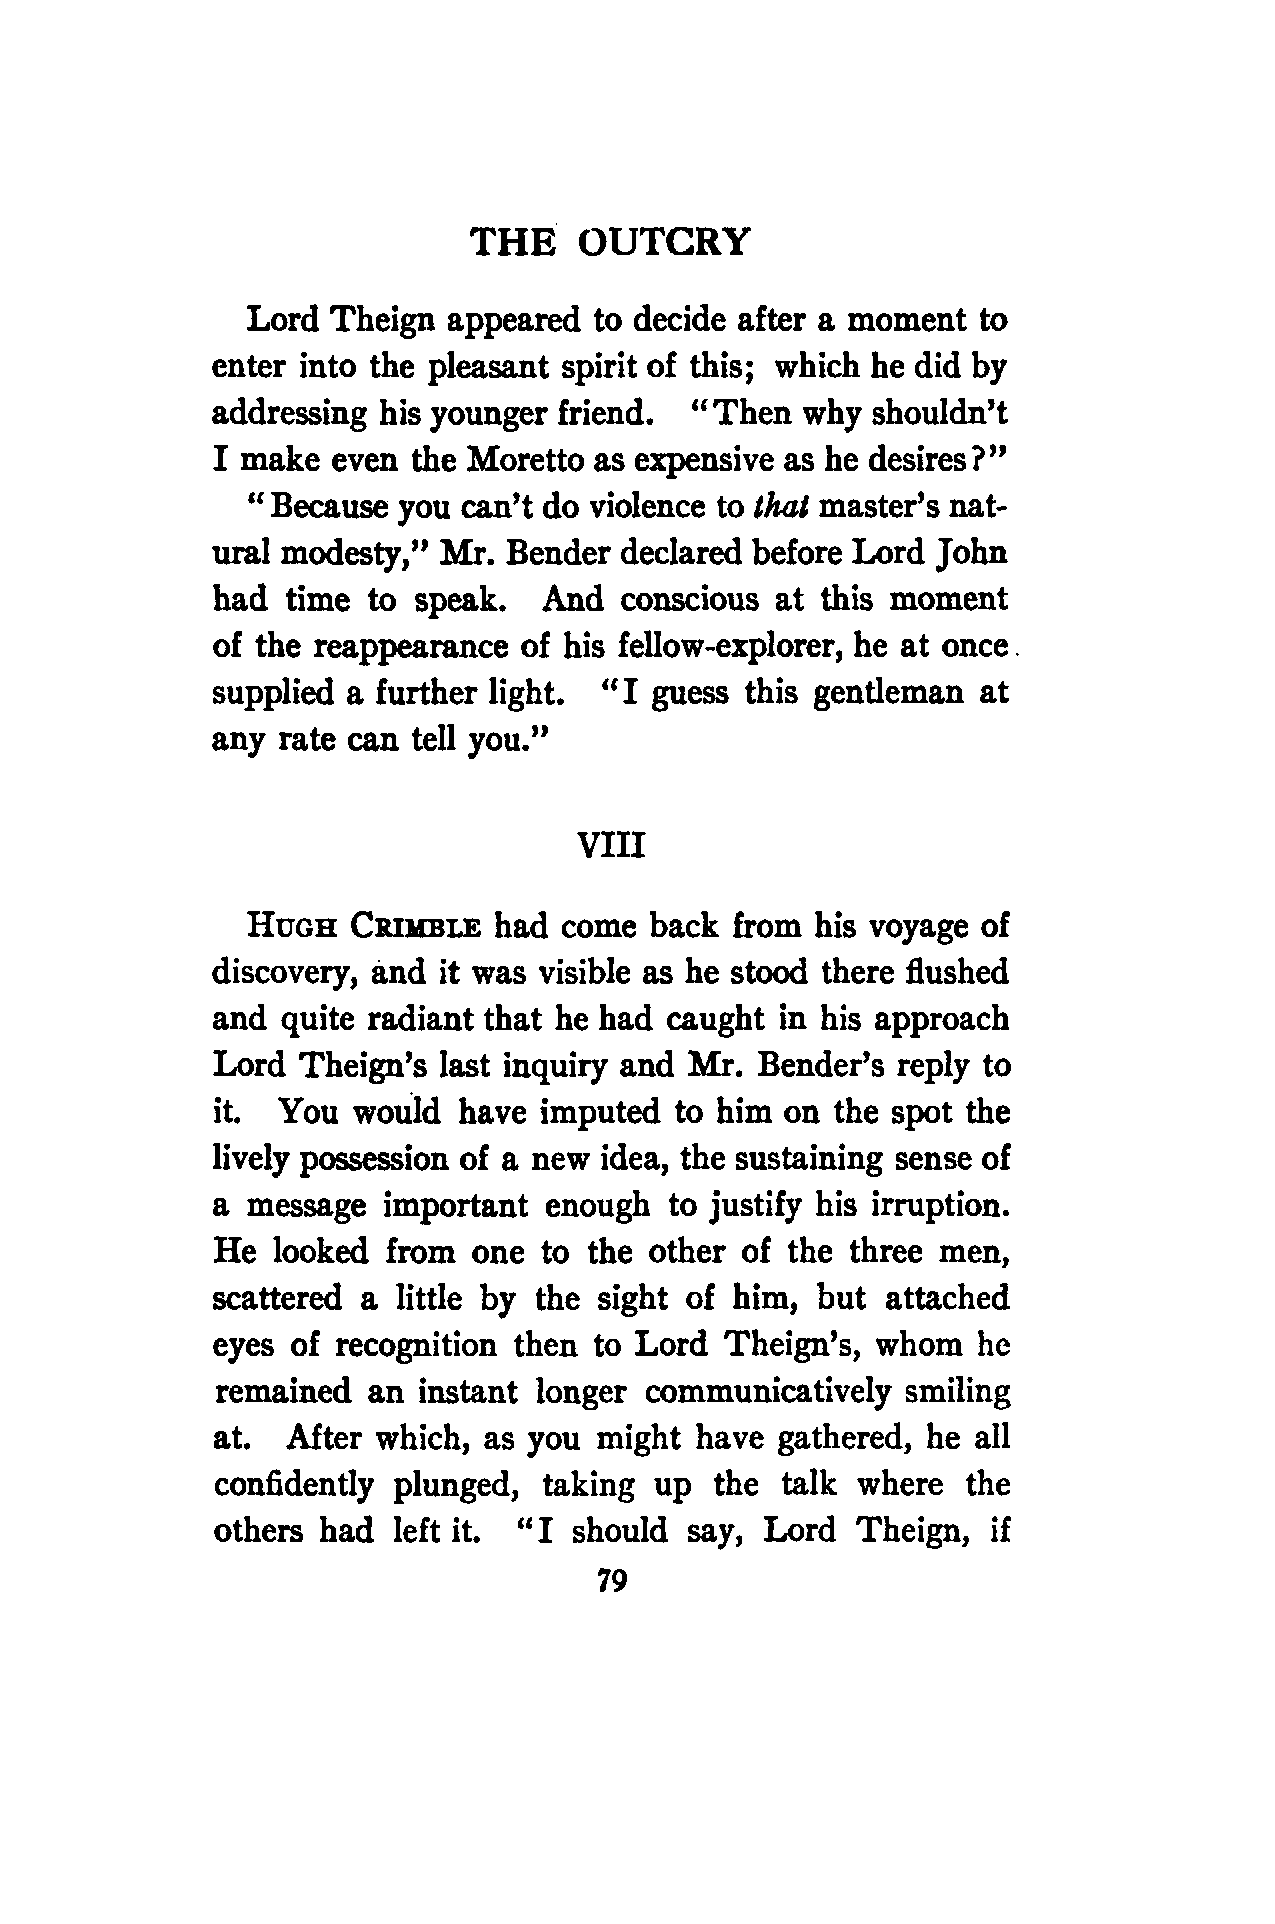 THE OUTCRY
Lord Theign appeared to decide after a moment to
enter into the pleasant spirit of this; which he did by
addressing his younger friend. "Then why shouldn't
I make even the Moretto as expensive as he desires?"
"Because you can't do violence to that master's nat-
ural modesty," Mr. Bender declared before Lord John
had time to speak. And conscious at this moment
of the reappearance of his fellow-explorer, he at once
supplied a further light. "I guess this gentleman at
any rate can tell you."
VIII
HUGH CRIMBLE had come back from his voyage of
discovery, and it was visible as he stood there flushed
and quite radiant that he had caught in his approach
Lord Theign's last inquiry and Mr. Bender's reply to
it. You would have imputed to him on the spot the
lively possession of a new idea, the sustaining sense of
a message important enough to justify his irruption.
He looked from one to the other of the three men,
scattered a little by the sight of him, but attached
eyes of recognition then to Lord Theign's, whom he
remained an instant longer communicatively smiling
at. After which, as you might have gathered, he all
confidently plunged, taking up the talk where the
others had left it. "I should say, Lord Theign, if
79